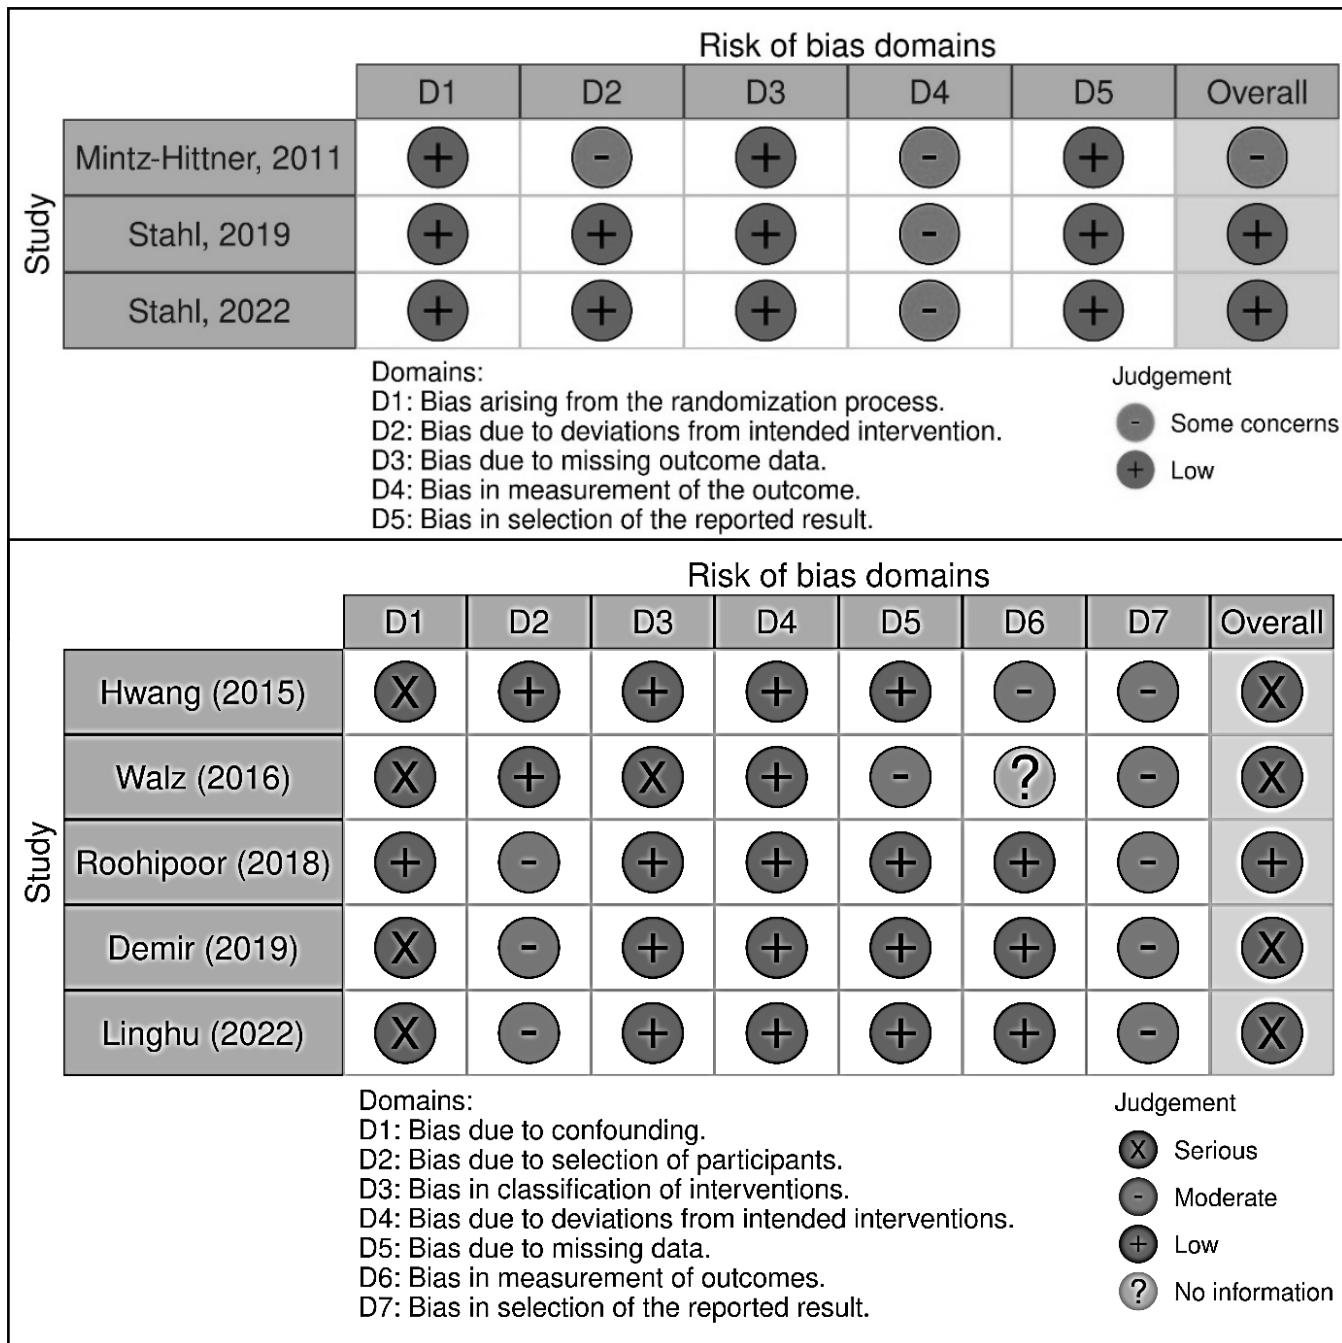 Risk of bias domains
D1 D2 D3 D4 D5 Overall
Study
Mintz-Hittner, 2011 + - + - + -
Stahl, 2019 + + + - + +
Stahl, 2022 + + + - + +
Domains:
D1: Bias arising from the randomization process.
D2: Bias due to deviations from intended intervention.
D3: Bias due to missing outcome data.
D4: Bias in measurement of the outcome.
D5: Bias in selection of the reported result.
Judgement
- Some concerns
+ Low
Risk of bias domains
D1 D2 D3 D4 D5 D6 D7 Overall
Study
Hwang (2015) X + + + + - - X
Walz (2016) X + X + - ? - X
Roohipoor (2018) + - + + + + - +
Demir (2019) X - + + + + - X
Linghu (2022) X - + + + + - X
Domains:
D1: Bias due to confounding.
D2: Bias due to selection of participants.
D3: Bias in classification of interventions.
D4: Bias due to deviations from intended interventions.
D5: Bias due to missing data.
D6: Bias in measurement of outcomes.
D7: Bias in selection of the reported result.
Judgement
X Serious
- Moderate
+ Low
? No information